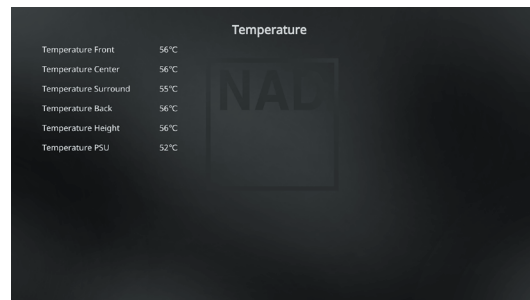 Temperature
Temperature Front 56°C
Temperature Center 56°C
Temperature Surround 55°C
Temperature Back 56°C
Temperature Height 56°C
Temperature PSU 52°C
NAD